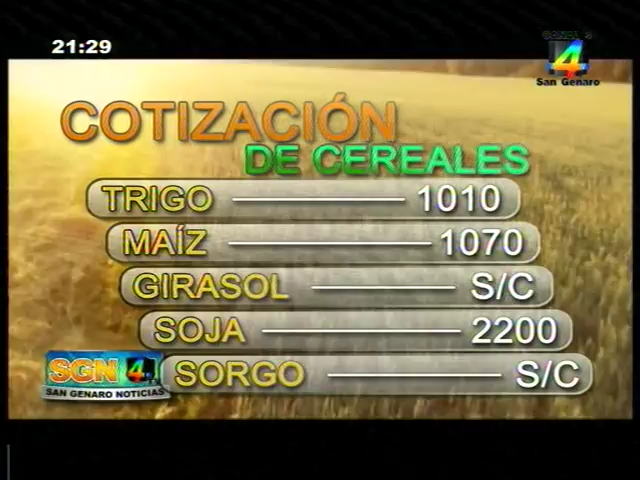 21:29
4
San Genaro
COTIZACIÓN
DE CEREALES
TRIGO 1010
MAÍZ 1070
GIRASOL S/C
SOJA 2200
SORGO S/C
SGN 4
SAN GENARO NOTICIAS